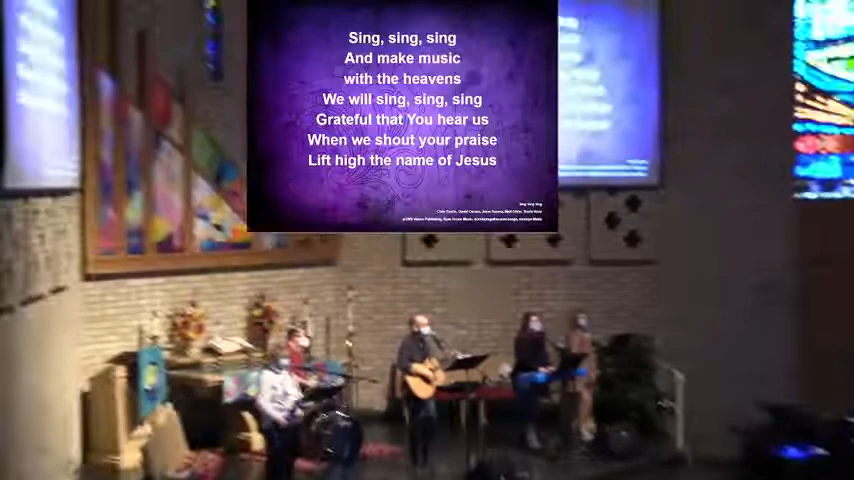 Sing, sing, sing
And make music
with the heavens
We will sing, sing, sing
Grateful that You hear us
When we shout your praise
Lift high the name of Jesus
Sing Sing Sing